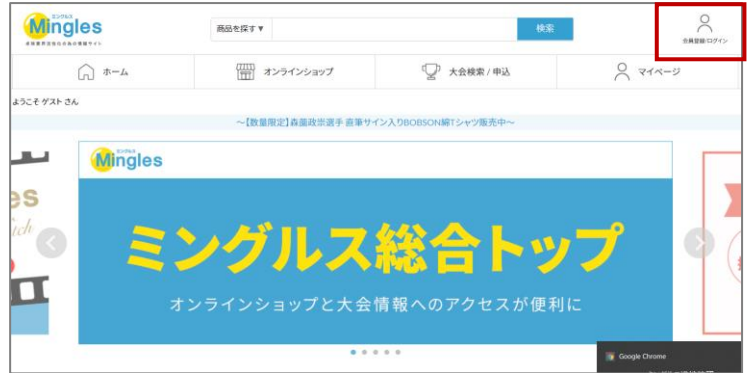 ミングルス
Mingles
商品を探す▼
検索
会員登録/ログイン
ホーム
オンラインショップ
大会検索 / 申込
マイページ
ようこそ ゲスト さん
～【数量限定】森薗政崇選手 直筆サイン入りBOBSON綿Tシャツ販売中～
Mingles
ミングルス総合トップ
オンラインショップと大会情報へのアクセスが便利に
Google Chrome